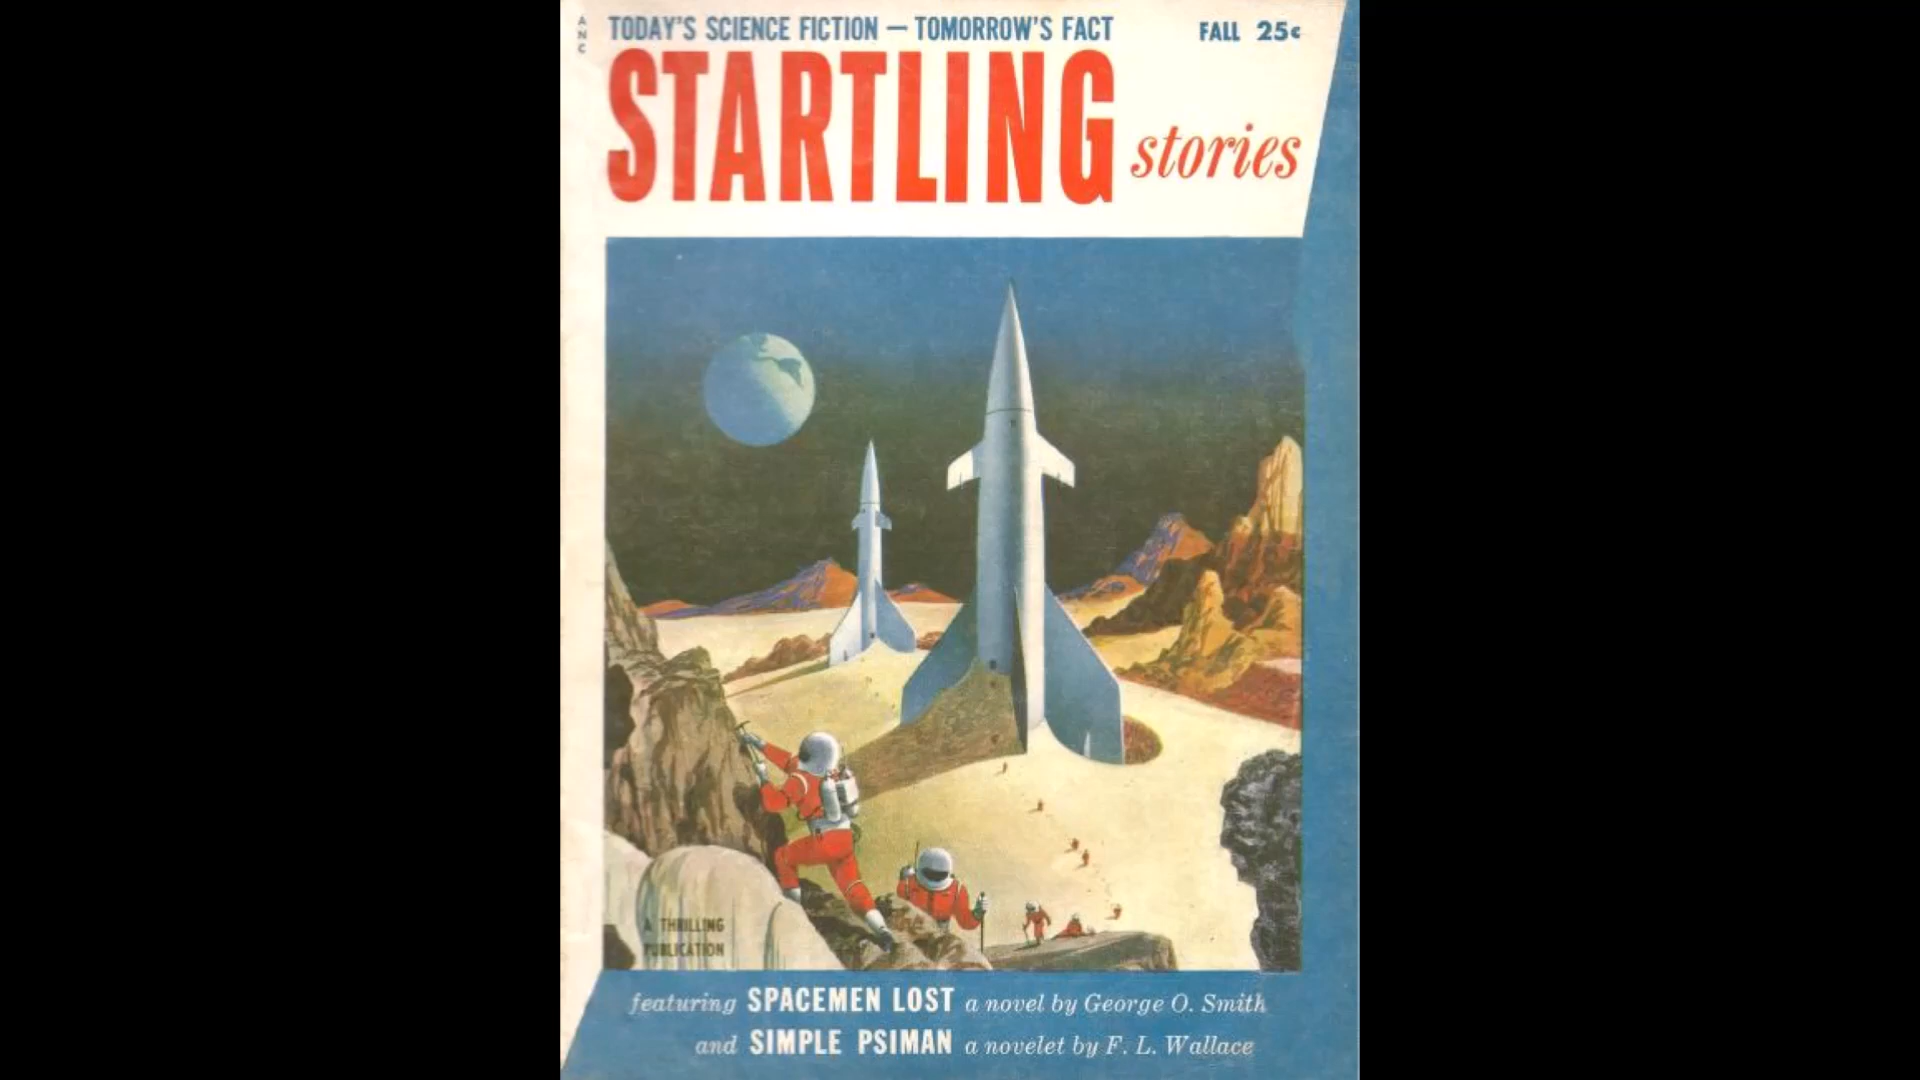 A
N
C
TODAY'S SCIENCE FICTION — TOMORROW'S FACT
FALL 25¢
STARTLING
stories
A THRILLING
PUBLICATION
featuring SPACEMEN LOST a novel by George O. Smith
and SIMPLE PSIMAN a novelet by F. L. Wallace